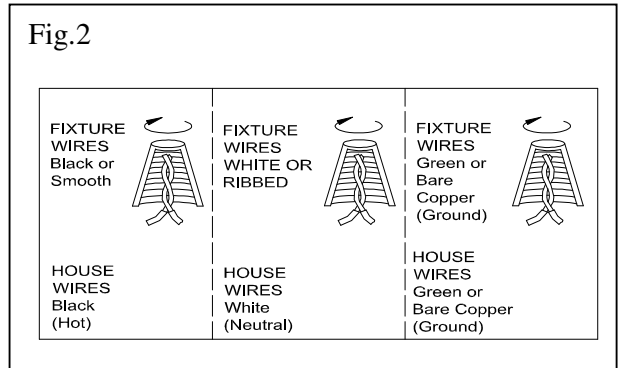 Fig.2
FIXTURE
WIRES
Black or
Smooth
HOUSE
WIRES
Black
(Hot)
FIXTURE
WIRES
WHITE OR
RIBBED
HOUSE
WIRES
White
(Neutral)
FIXTURE
WIRES
Green or
Bare
Copper
(Ground)
HOUSE
WIRES
Green or
Bare Copper
(Ground)